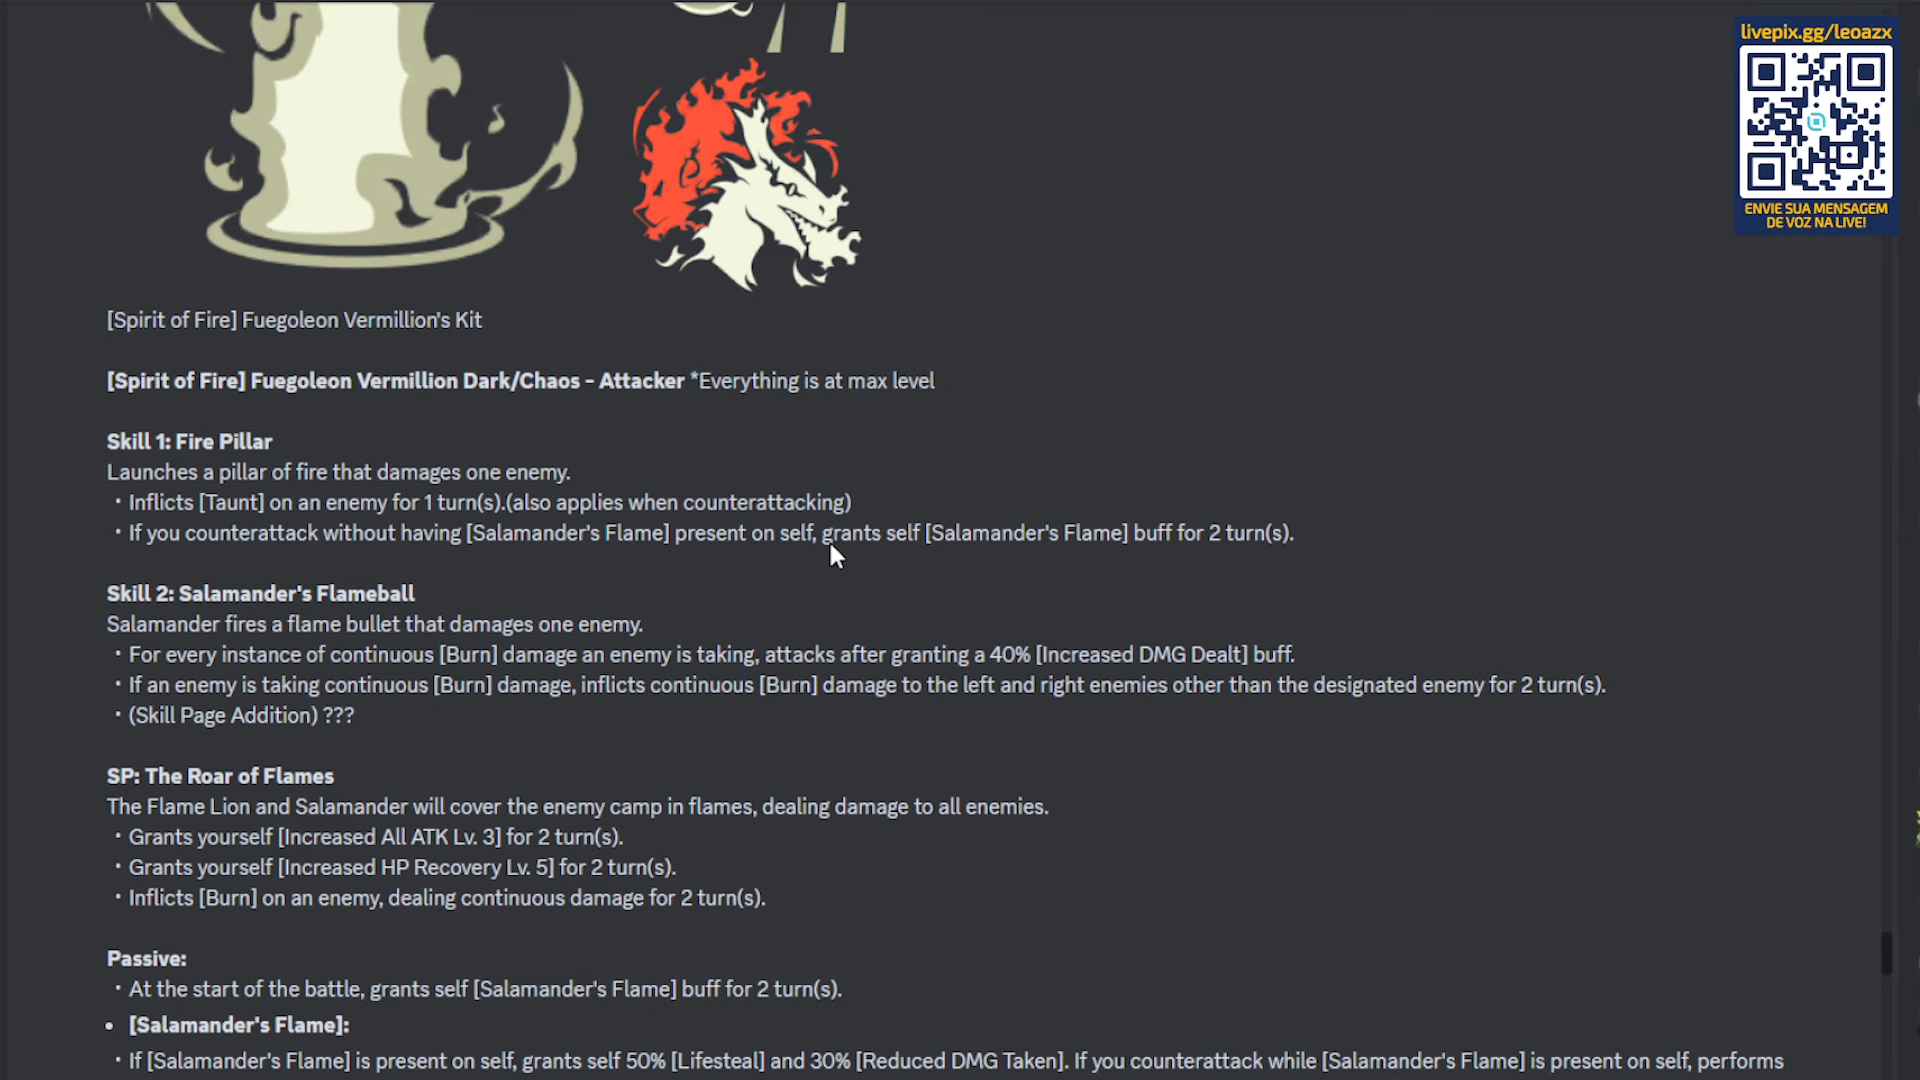 livepix.gg/leoazx
ENVIE SUA MENSAGEM
DE VOZ NA LIVE!
[Spirit of Fire] Fuegoleon Vermillion's Kit
[Spirit of Fire] Fuegoleon Vermillion Dark/Chaos - Attacker *Everything is at max level
Skill 1: Fire Pillar
Launches a pillar of fire that damages one enemy.
・Inflicts [Taunt] on an enemy for 1 turn(s).(also applies when counterattacking)
・If you counterattack without having [Salamander's Flame] present on self, grants self [Salamander's Flame] buff for 2 turn(s).
Skill 2: Salamander's Flameball
Salamander fires a flame bullet that damages one enemy.
・For every instance of continuous [Burn] damage an enemy is taking, attacks after granting a 40% [Increased DMG Dealt] buff.
・If an enemy is taking continuous [Burn] damage, inflicts continuous [Burn] damage to the left and right enemies other than the designated enemy for 2 turn(s).
・(Skill Page Addition) ???
SP: The Roar of Flames
The Flame Lion and Salamander will cover the enemy camp in flames, dealing damage to all enemies.
・Grants yourself [Increased All ATK Lv. 3] for 2 turn(s).
・Grants yourself [Increased HP Recovery Lv. 5] for 2 turn(s).
・Inflicts [Burn] on an enemy, dealing continuous damage for 2 turn(s).
Passive:
・At the start of the battle, grants self [Salamander's Flame] buff for 2 turn(s).
• [Salamander's Flame]:
・If [Salamander's Flame] is present on self, grants self 50% [Lifesteal] and 30% [Reduced DMG Taken]. If you counterattack while [Salamander's Flame] is present on self, performs